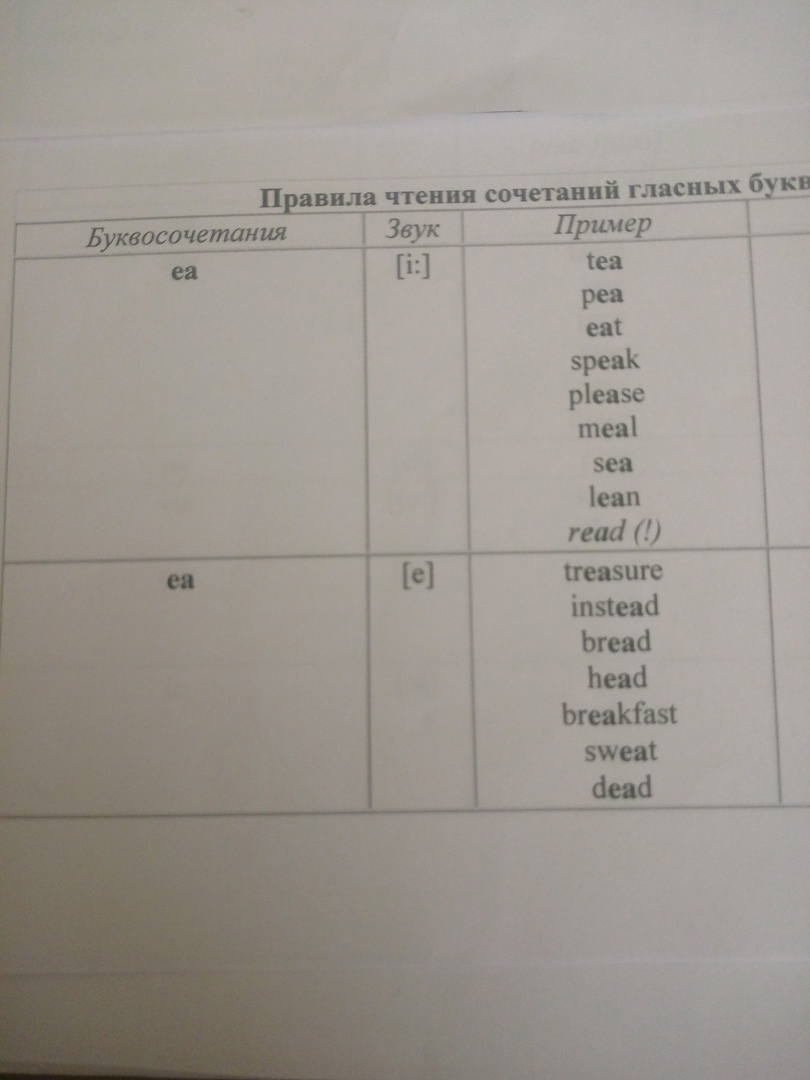 Правила чтения сочетаний гласных букв
Буквосочетания Звук Пример
ea [i:] tea
pea
eat
speak
please
meal
sea
lean
read (!)
ea [e] treasure
instead
bread
head
breakfast
sweat
dead